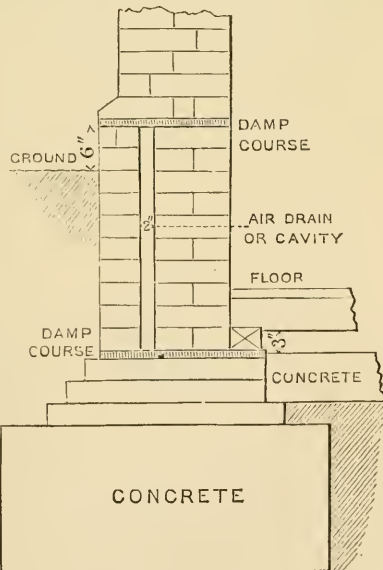 DAMP
COURSE
GROUND
6"
2"
AIR DRAIN
OR CAVITY
FLOOR
DAMP
COURSE
3"
CONCRETE
CONCRETE